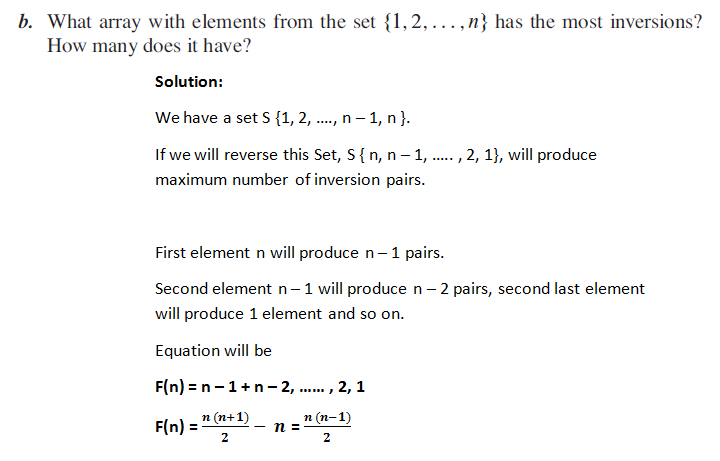 b. What array with elements from the set {1, 2, . . . , n} has the most inversions?
How many does it have?
Solution:
We have a set S {1, 2, ...., n – 1, n }.
If we will reverse this Set, S { n, n – 1, ..... , 2, 1}, will produce
maximum number of inversion pairs.
First element n will produce n – 1 pairs.
Second element n – 1 will produce n – 2 pairs, second last element
will produce 1 element and so on.
Equation will be
F(n) = n – 1 + n – 2, ...... , 2, 1
F(n) = n (n+1)/2 − n = n (n−1)/2